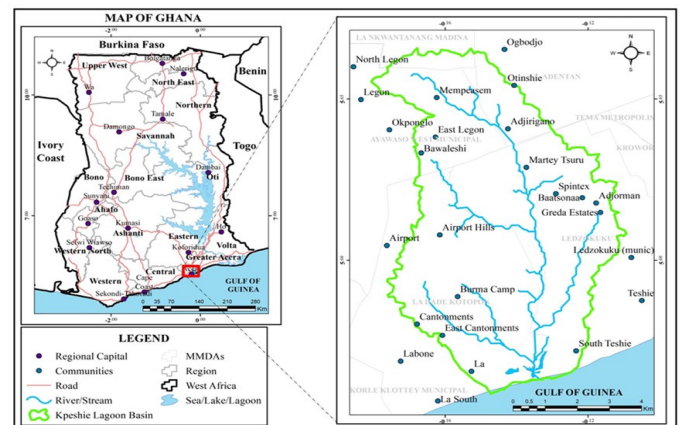 MAP OF GHANA
-2°00
0°00
Burkina Faso
Bolgatanga
Upper West
Nalerigu
North East
Benin
Wa
Northern
Tamale
Damongo
Savannah
Ivory
Coast
Togo
Dambai
Oti
Bono
Bono East
Techiman
Sunyani
Ahafo
Goaso
Kumasi
Ashanti
Ho
Sefwi Wiawso
Eastern
Volta
Western North
Koforidua
Greater Accra
Central
Western
Cape
Coast
Sekondi-Takoradi
GULF OF
GUINEA
0 35 70 140 210 280
Km
LEGEND
Regional Capital
Communities
Road
River/Stream
Kpeshie Lagoon Basin
MMDAs
Region
West Africa
Sea/Lake/Lagoon
LA NKWANTANANG MADINA
Ogbodjo
North Legon
Otinshie
ADENTAN
Legon
Mempeasem
TEMA METROPOLIS
Okponglo
East Legon
Adjirigano
AYAWASO WEST MUNICIPAL
KROWOR
Bawaleshi
Martey Tsuru
Spintex
Baatsonaa
Adjorman
Greda Estates
Airport Hills
LEDZOKUKU
Airport
Ledzokuku (munic)
Burma Camp
Teshie
LA DADE KOTOPON
Cantonments
East Cantonments
South Teshie
Labone
La
KORLE KLOTTEY MUNICIPAL
La South
GULF OF GUINEA
0 0.5 1 2 3 4
Km